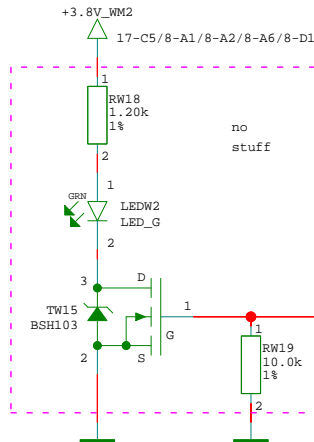 +3.8V_WM2
17-C5/8-A1/8-A2/8-A6/8-D1
1
RW18
1.20k
1%
2
no
stuff
1
GRN
LEDW2
LED_G
2
3
D
TW15
BSH103
1
G
2
S
1
RW19
10.0k
1%
2